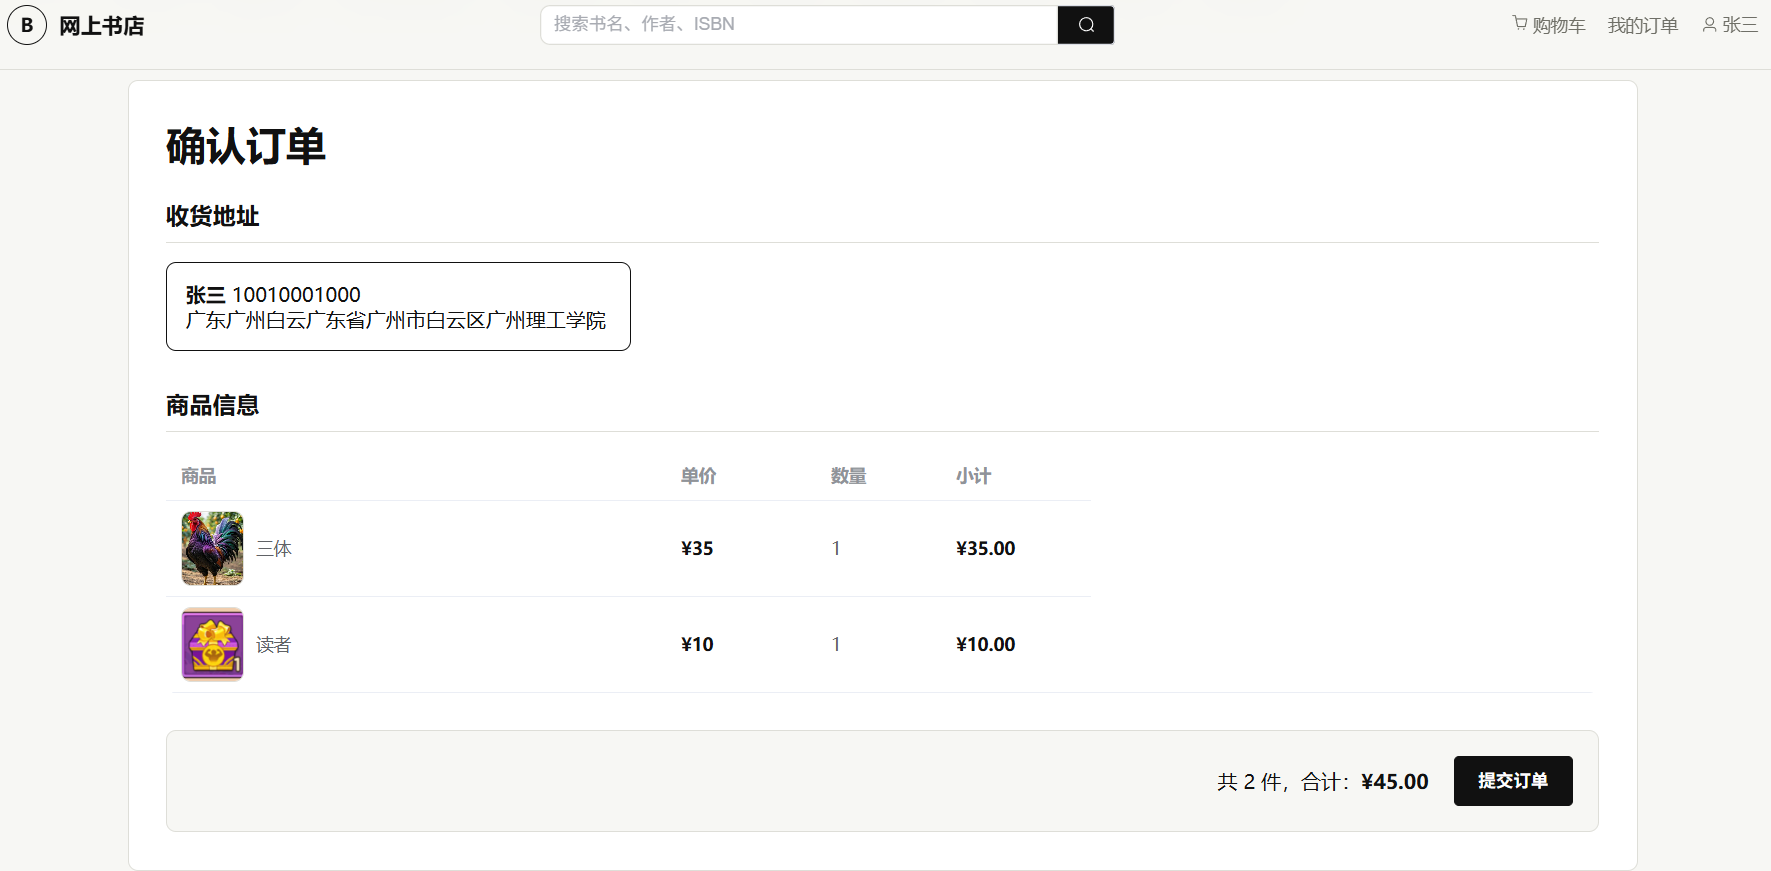 B 网上书店 搜索书名、作者、ISBN 购物车 我的订单 张三
确认订单
收货地址
张三 10010001000
广东广州白云广东省广州市白云区广州理工学院
商品信息
商品 单价 数量 小计
三体 ¥35 1 ¥35.00
1 读者 ¥10 1 ¥10.00
共 2 件，合计：¥45.00 提交订单